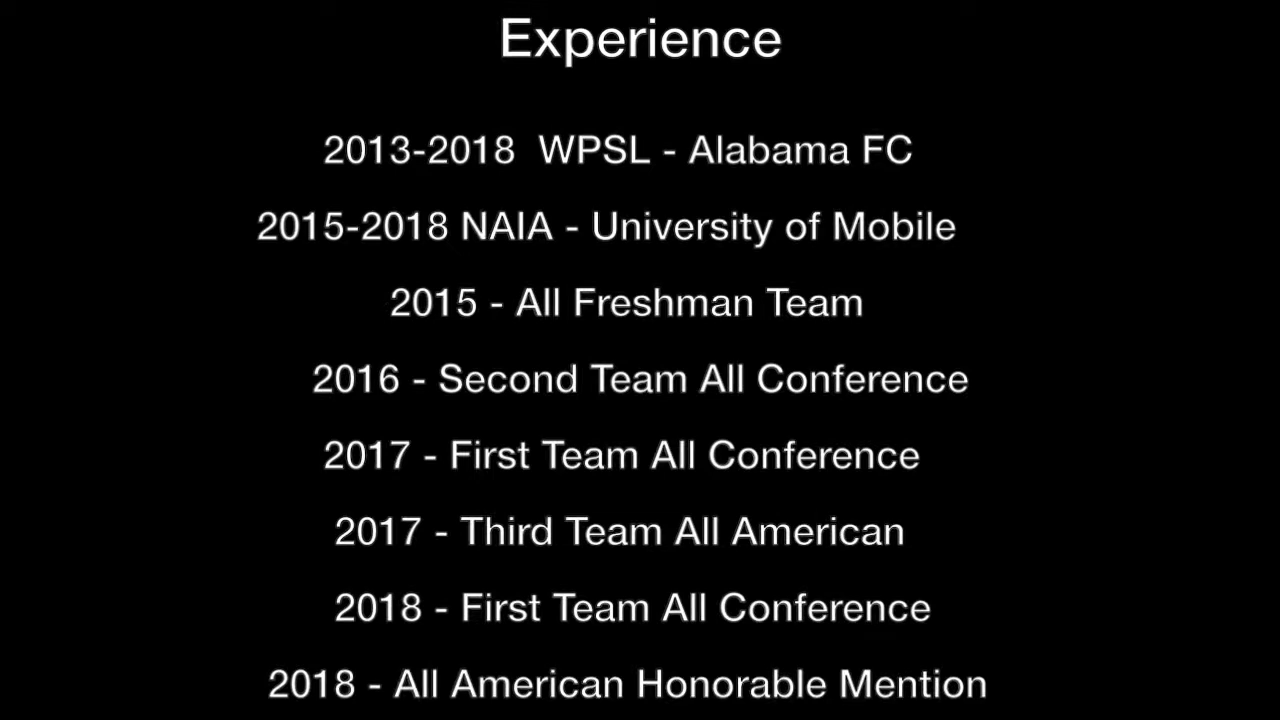 Experience
2013-2018  WPSL - Alabama FC
2015-2018 NAIA - University of Mobile
2015 - All Freshman Team
2016 - Second Team All Conference
2017 - First Team All Conference
2017 - Third Team All American
2018 - First Team All Conference
2018 - All American Honorable Mention